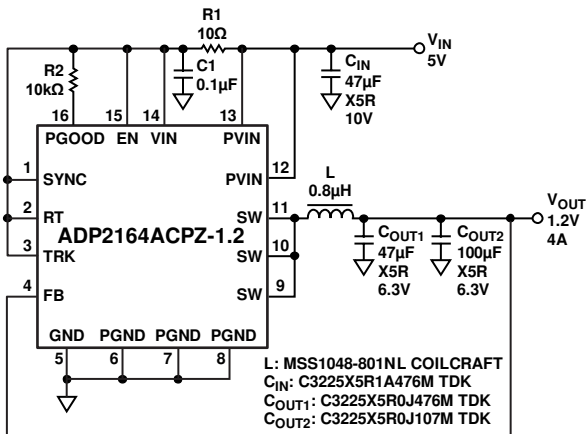 R1
10Ω
VIN
5V
R2
10kΩ
C1
0.1µF
CIN
47µF
X5R
10V
16
15
14
13
PGOOD
EN
VIN
PVIN
1
SYNC
12
PVIN
2
RT
11
SW
L
0.8µH
ADP2164ACPZ-1.2
3
TRK
10
SW
4
FB
9
SW
VOUT
1.2V
4A
COUT1
47µF
X5R
6.3V
COUT2
100µF
X5R
6.3V
GND
PGND
PGND
PGND
5
6
7
8
L: MSS1048-801NL COILCRAFT
CIN: C3225X5R1A476M TDK
COUT1: C3225X5R0J476M TDK
COUT2: C3225X5R0J107M TDK